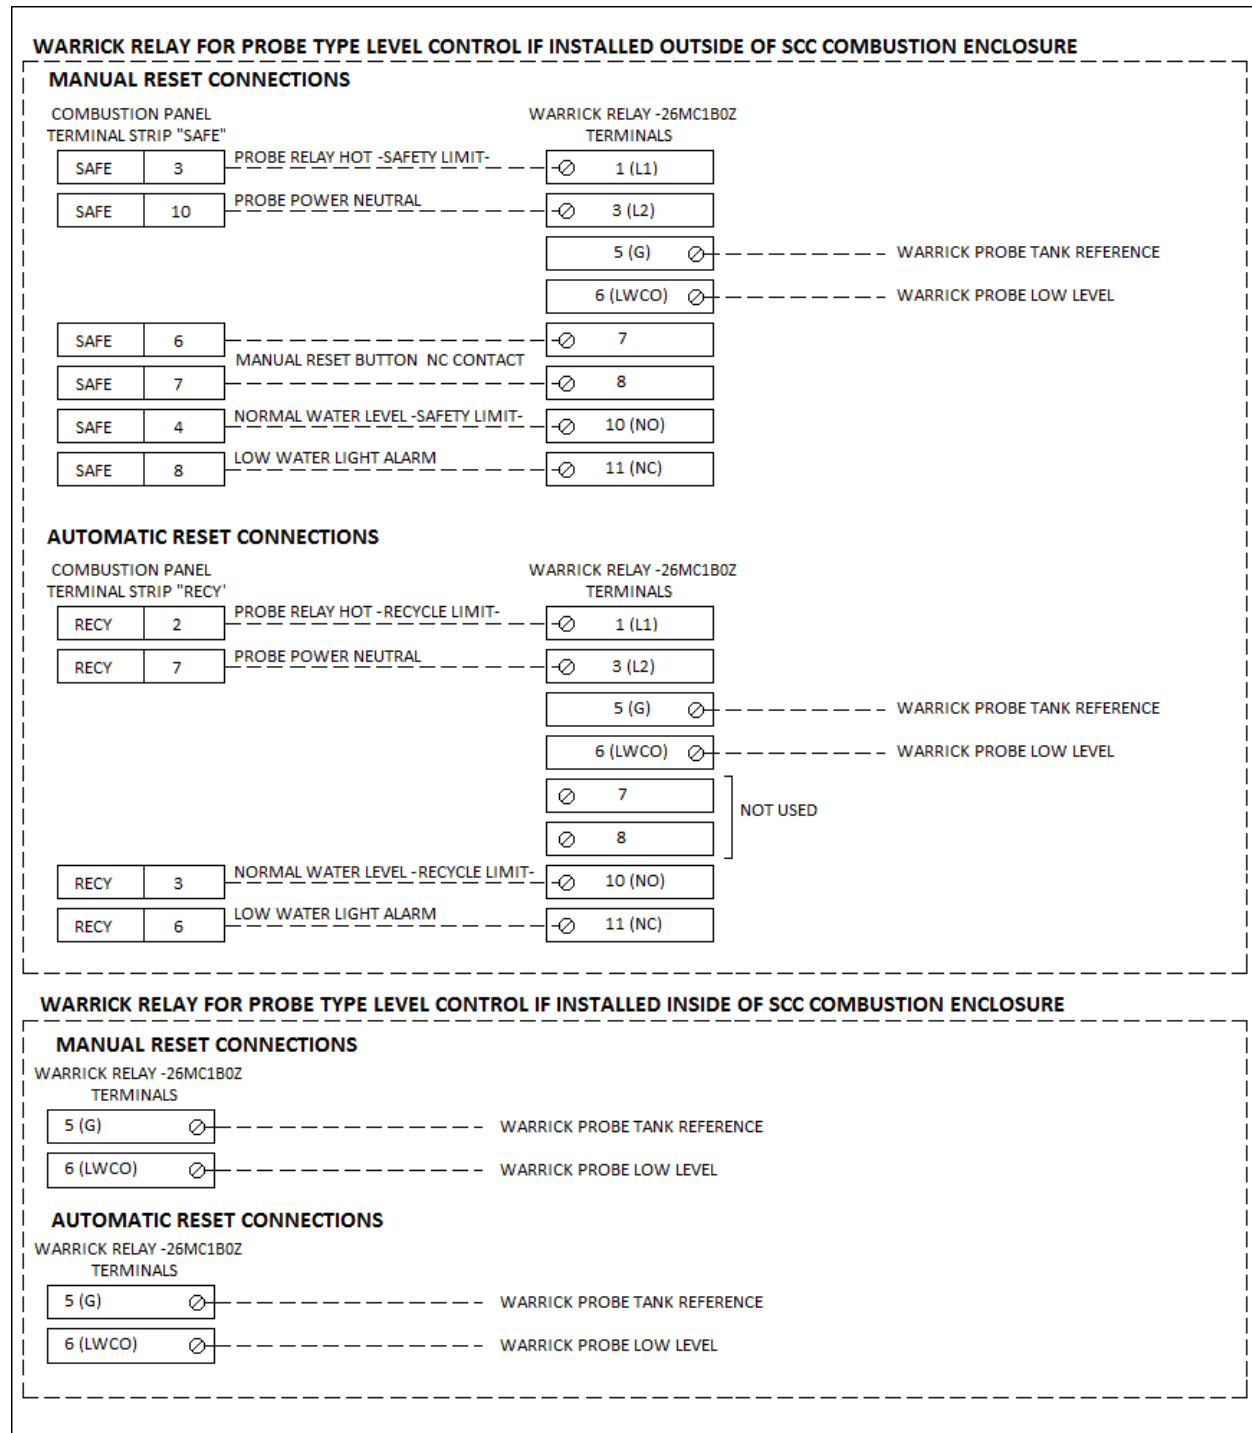 WARRICK RELAY FOR PROBE TYPE LEVEL CONTROL IF INSTALLED OUTSIDE OF SCC COMBUSTION ENCLOSURE
MANUAL RESET CONNECTIONS
COMBUSTION PANEL
TERMINAL STRIP "SAFE"
WARRICK RELAY -26MC1B0Z
TERMINALS
SAFE 3 PROBE RELAY HOT -SAFETY LIMIT- 1 (L1)
SAFE 10 PROBE POWER NEUTRAL 3 (L2)
5 (G) WARRICK PROBE TANK REFERENCE
6 (LWCO) WARRICK PROBE LOW LEVEL
SAFE 6 7
MANUAL RESET BUTTON NC CONTACT
SAFE 7 8
SAFE 4 NORMAL WATER LEVEL -SAFETY LIMIT- 10 (NO)
SAFE 8 LOW WATER LIGHT ALARM 11 (NC)
AUTOMATIC RESET CONNECTIONS
COMBUSTION PANEL
TERMINAL STRIP "RECY'
WARRICK RELAY -26MC1B0Z
TERMINALS
RECY 2 PROBE RELAY HOT -RECYCLE LIMIT- 1 (L1)
RECY 7 PROBE POWER NEUTRAL 3 (L2)
5 (G) WARRICK PROBE TANK REFERENCE
6 (LWCO) WARRICK PROBE LOW LEVEL
7
NOT USED
8
RECY 3 NORMAL WATER LEVEL -RECYCLE LIMIT- 10 (NO)
RECY 6 LOW WATER LIGHT ALARM 11 (NC)
WARRICK RELAY FOR PROBE TYPE LEVEL CONTROL IF INSTALLED INSIDE OF SCC COMBUSTION ENCLOSURE
MANUAL RESET CONNECTIONS
WARRICK RELAY -26MC1B0Z
TERMINALS
5 (G) WARRICK PROBE TANK REFERENCE
6 (LWCO) WARRICK PROBE LOW LEVEL
AUTOMATIC RESET CONNECTIONS
WARRICK RELAY -26MC1B0Z
TERMINALS
5 (G) WARRICK PROBE TANK REFERENCE
6 (LWCO) WARRICK PROBE LOW LEVEL